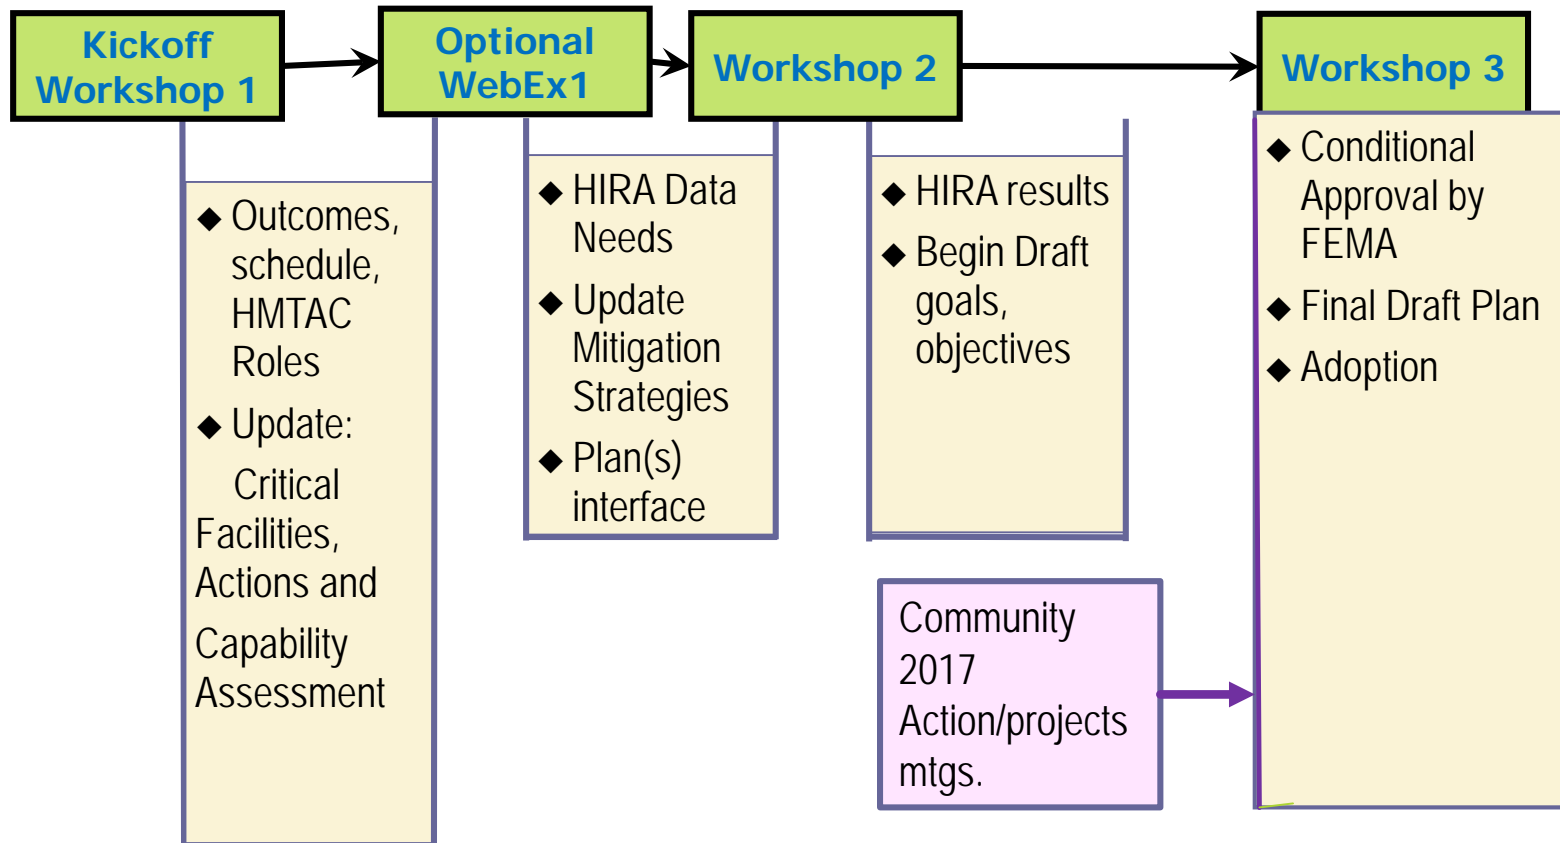 Kickoff
Workshop 1
Optional
WebEx1
Workshop 2
Workshop 3
◆ Outcomes,
schedule,
HMTAC
Roles
◆ Update:
Critical
Facilities,
Actions and
Capability
Assessment
◆ HIRA Data
Needs
◆ Update
Mitigation
Strategies
◆ Plan(s)
interface
◆ HIRA results
◆ Begin Draft
goals,
objectives
Community
2017
Action/projects
mtgs.
◆ Conditional
Approval by
FEMA
◆ Final Draft Plan
◆ Adoption